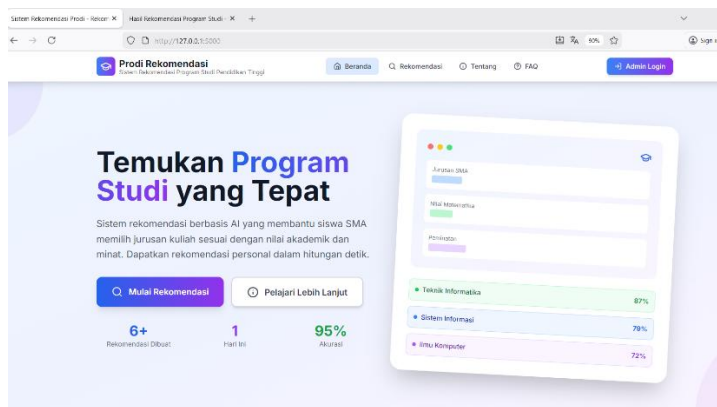 Sistem Rekomendasi Prodi - Rekom
Hasil Rekomendasi Program Studi -
http://127.0.0.1:5000
80%
Sign in
Prodi Rekomendasi
Sistem Rekomendasi Program Studi Pendidikan Tinggi
Beranda
Rekomendasi
Tentang
FAQ
Admin Login
Temukan Program
Studi yang Tepat
Sistem rekomendasi berbasis AI yang membantu siswa SMA
memilih jurusan kuliah sesuai dengan nilai akademik dan
minat. Dapatkan rekomendasi personal dalam hitungan detik.
Mulai Rekomendasi
Pelajari Lebih Lanjut
6+
Rekomendasi Dibuat
1
Hari Ini
95%
Akurasi
Jurusan SMA
Nilai Matematika
Peminatan
Teknik Informatika
87%
Sistem Informasi
79%
Ilmu Komputer
72%